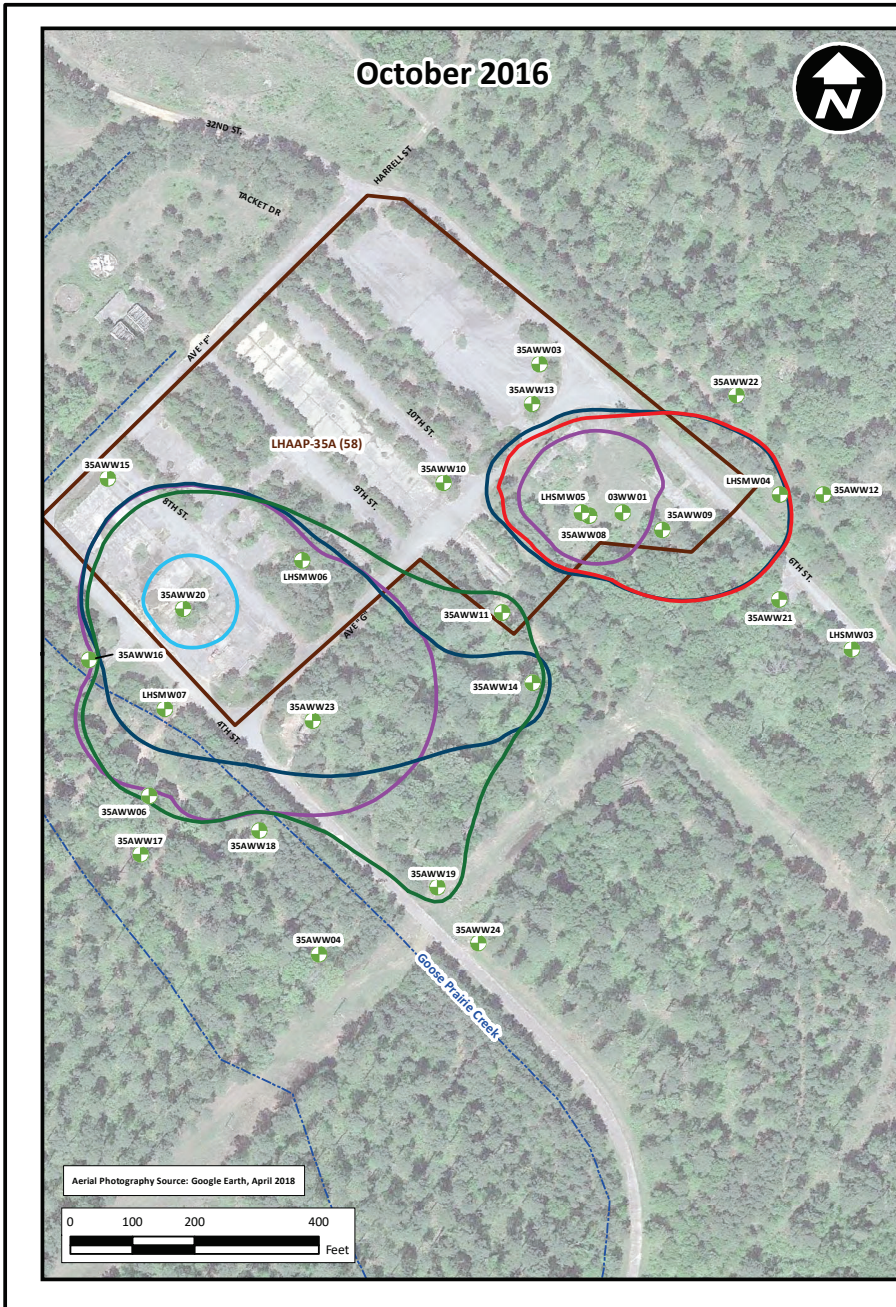 October 2016
N
32ND ST.
HARRELL ST.
TACKET DR
AVE "F"
35AWW03
35AWW13
35AWW22
10TH ST.
LHAAP-35A (58)
35AWW10
35AWW15
9TH ST.
8TH ST.
LHSMW04
35AWW12
LHSMW05
03WW01
35AWW08
35AWW09
LHSMW06
6TH ST.
35AWW20
35AWW11
35AWW21
AVE "G"
LHSMW03
35AWW16
35AWW14
LHSMW07
35AWW23
4TH ST.
35AWW06
35AWW18
35AWW17
35AWW19
35AWW24
35AWW04
Goose Prairie Creek
Aerial Photography Source: Google Earth, April 2018
0 100 200 400
Feet